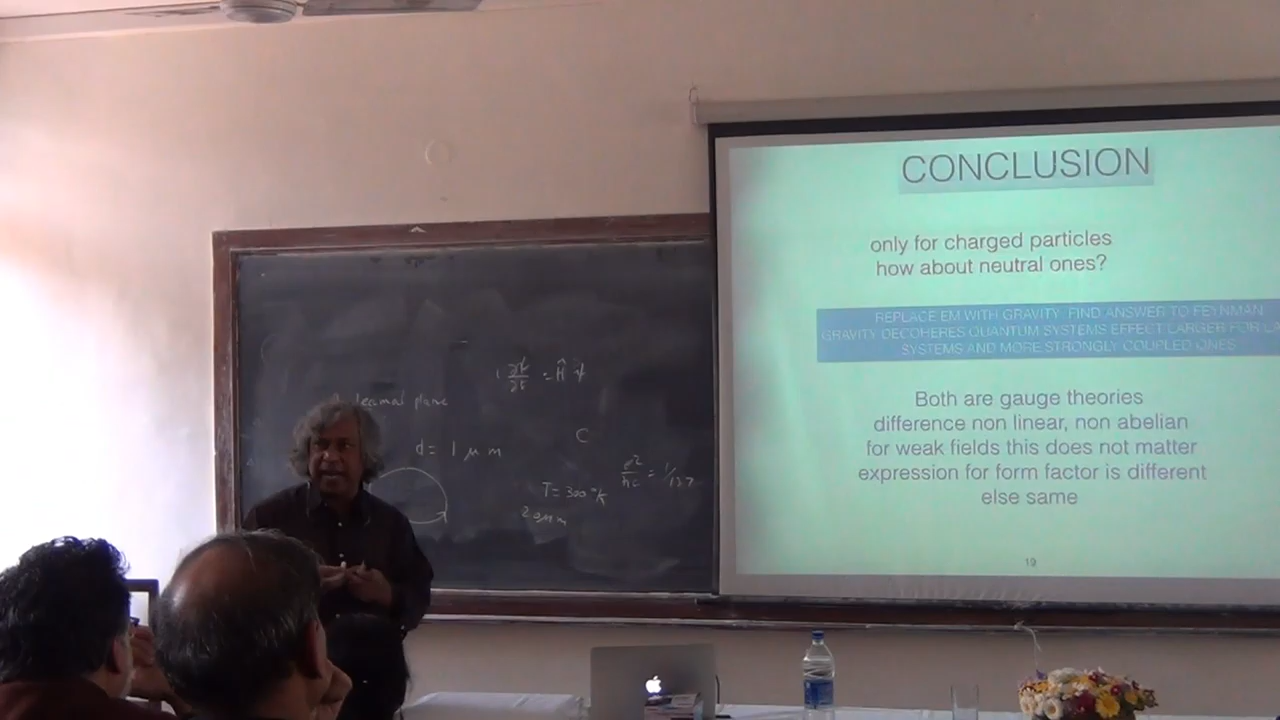 CONCLUSION
only for charged particles
how about neutral ones?
REPLACE EM WITH GRAVITY. FIND ANSWER TO FEYNMAN
GRAVITY DECOHERES QUANTUM SYSTEMS EFFECT LARGER FOR
SYSTEMS AND MORE STRONGLY COUPLED ONES
Both are gauge theories
difference non linear, non abelian
for weak fields this does not matter
expression for form factor is different
else same
19
plane
d = 1 μm
C
T = 300 °K
e²/ħc = 1/137
20 μm